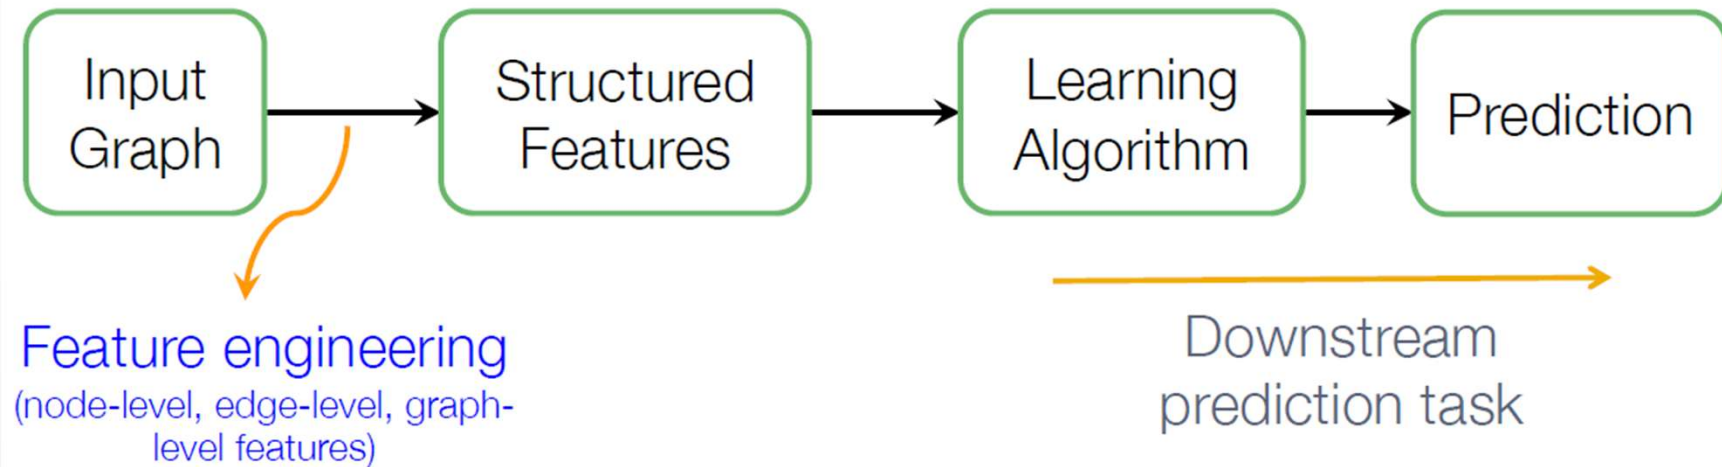 Input
Graph
Structured
Features
Learning
Algorithm
Prediction
Feature engineering
(node-level, edge-level, graph-
level features)
Downstream
prediction task